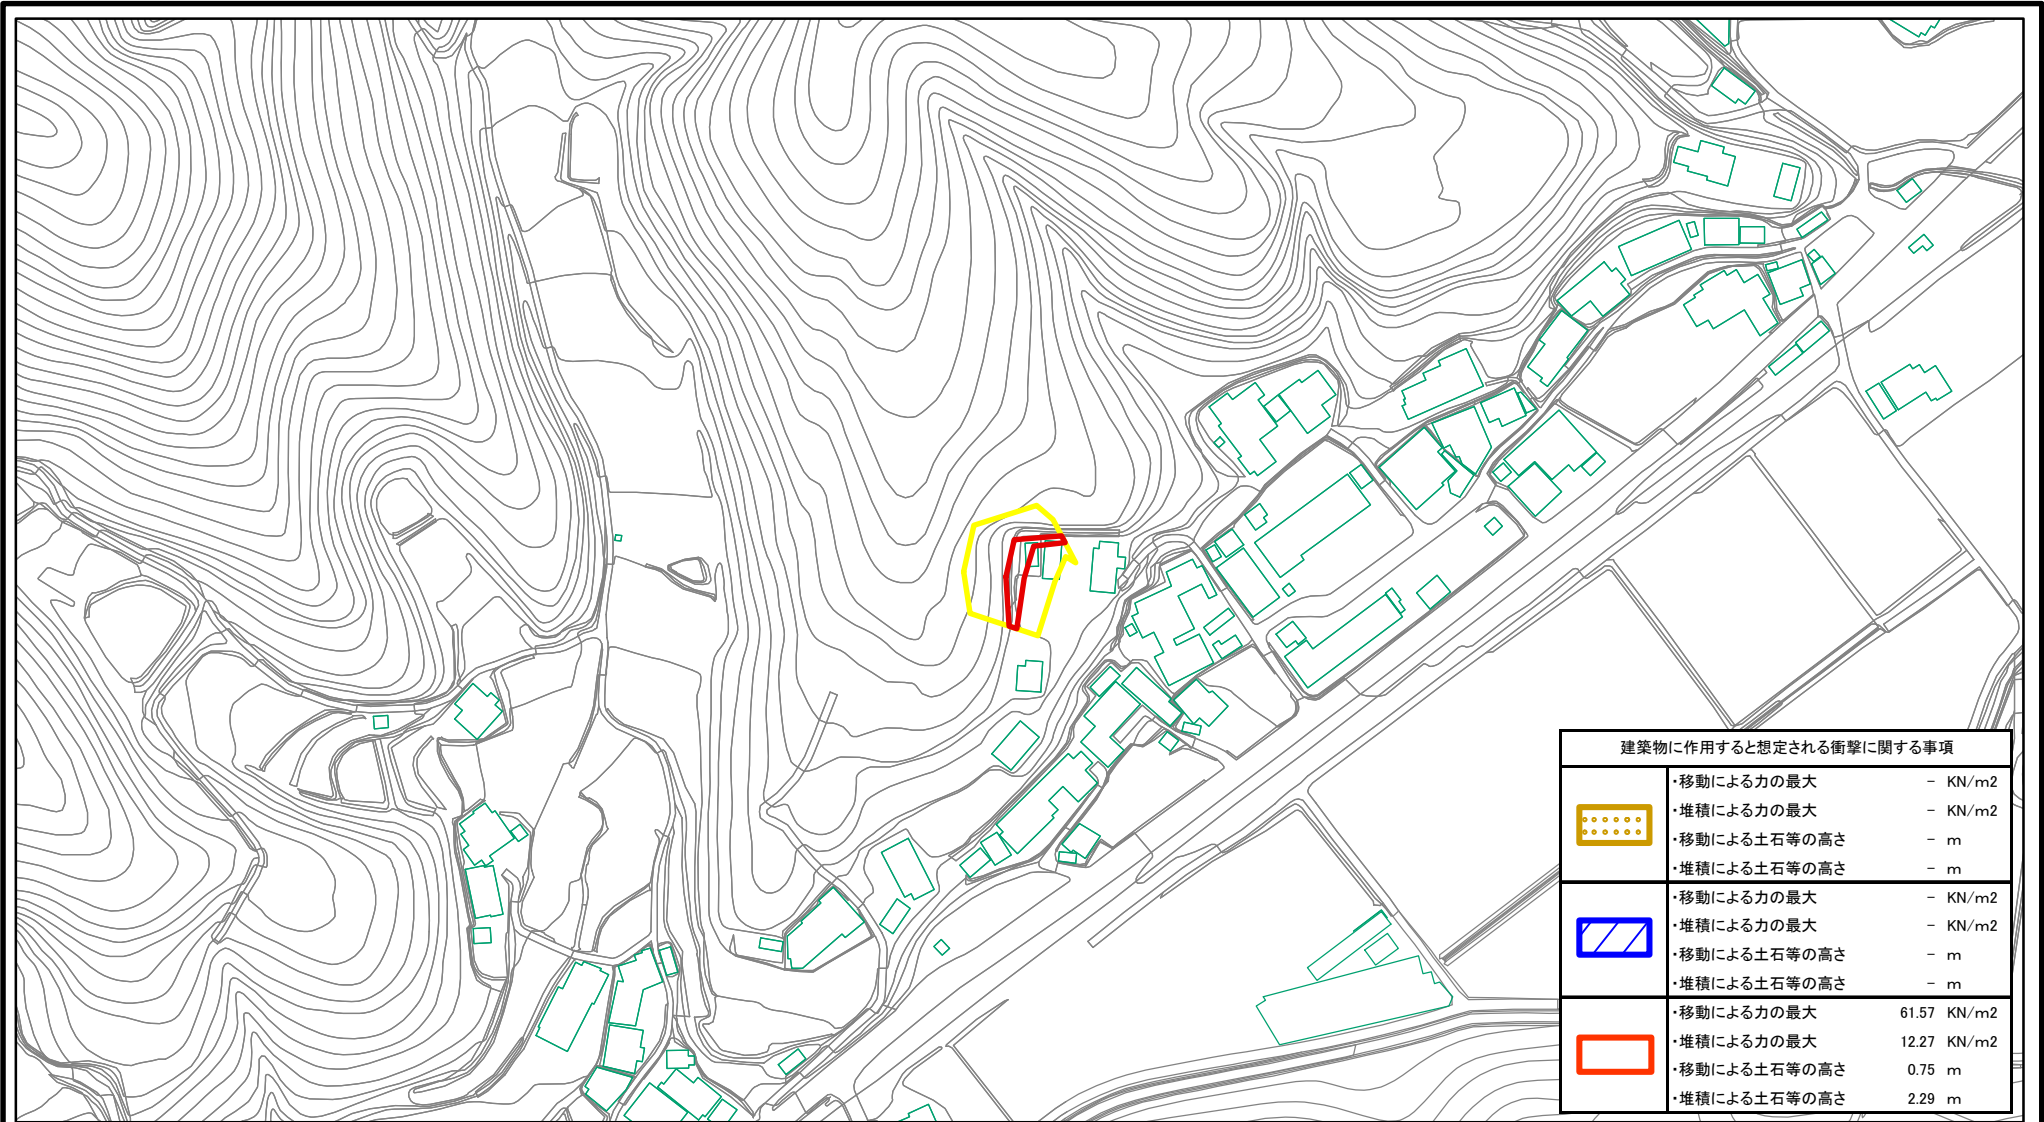 建築物に作用すると想定される衝撃に関する事項
・移動による力の最大 - KN/m2
・堆積による力の最大 - KN/m2
・移動による土石等の高さ - m
・堆積による土石等の高さ - m
・移動による力の最大 - KN/m2
・堆積による力の最大 - KN/m2
・移動による土石等の高さ - m
・堆積による土石等の高さ - m
・移動による力の最大 61.57 KN/m2
・堆積による力の最大 12.27 KN/m2
・移動による土石等の高さ 0.75 m
・堆積による土石等の高さ 2.29 m